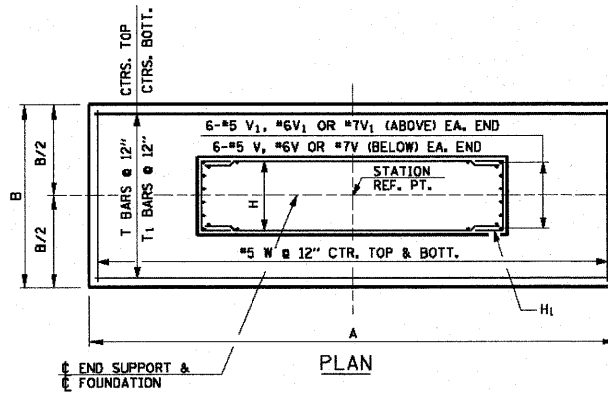 CTRS. TOP
CTRS. BOTT.
T BARS @ 12"
T₁ BARS @ 12"
6-#5 V₁, #6V₁ OR #7V₁ (ABOVE) EA. END
6-#5 V, #6V OR #7V (BELOW) EA. END
STATION
REF. PT.
B
B/2
B/2
H
#5 W @ 12" CTR. TOP & BOTT.
H₁
A
℄ END SUPPORT &
℄ FOUNDATION
PLAN